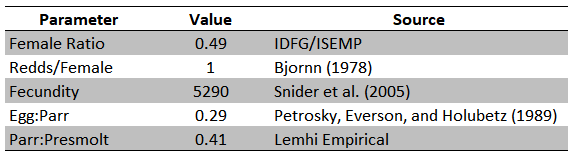 Parameter Value Source
Female Ratio 0.49 IDFG/ISEMP
Redds/Female 1 Bjornn (1978)
Fecundity 5290 Snider et al. (2005)
Egg:Parr 0.29 Petrosky, Everson, and Holubetz (1989)
Parr:Presmolt 0.41 Lemhi Empirical